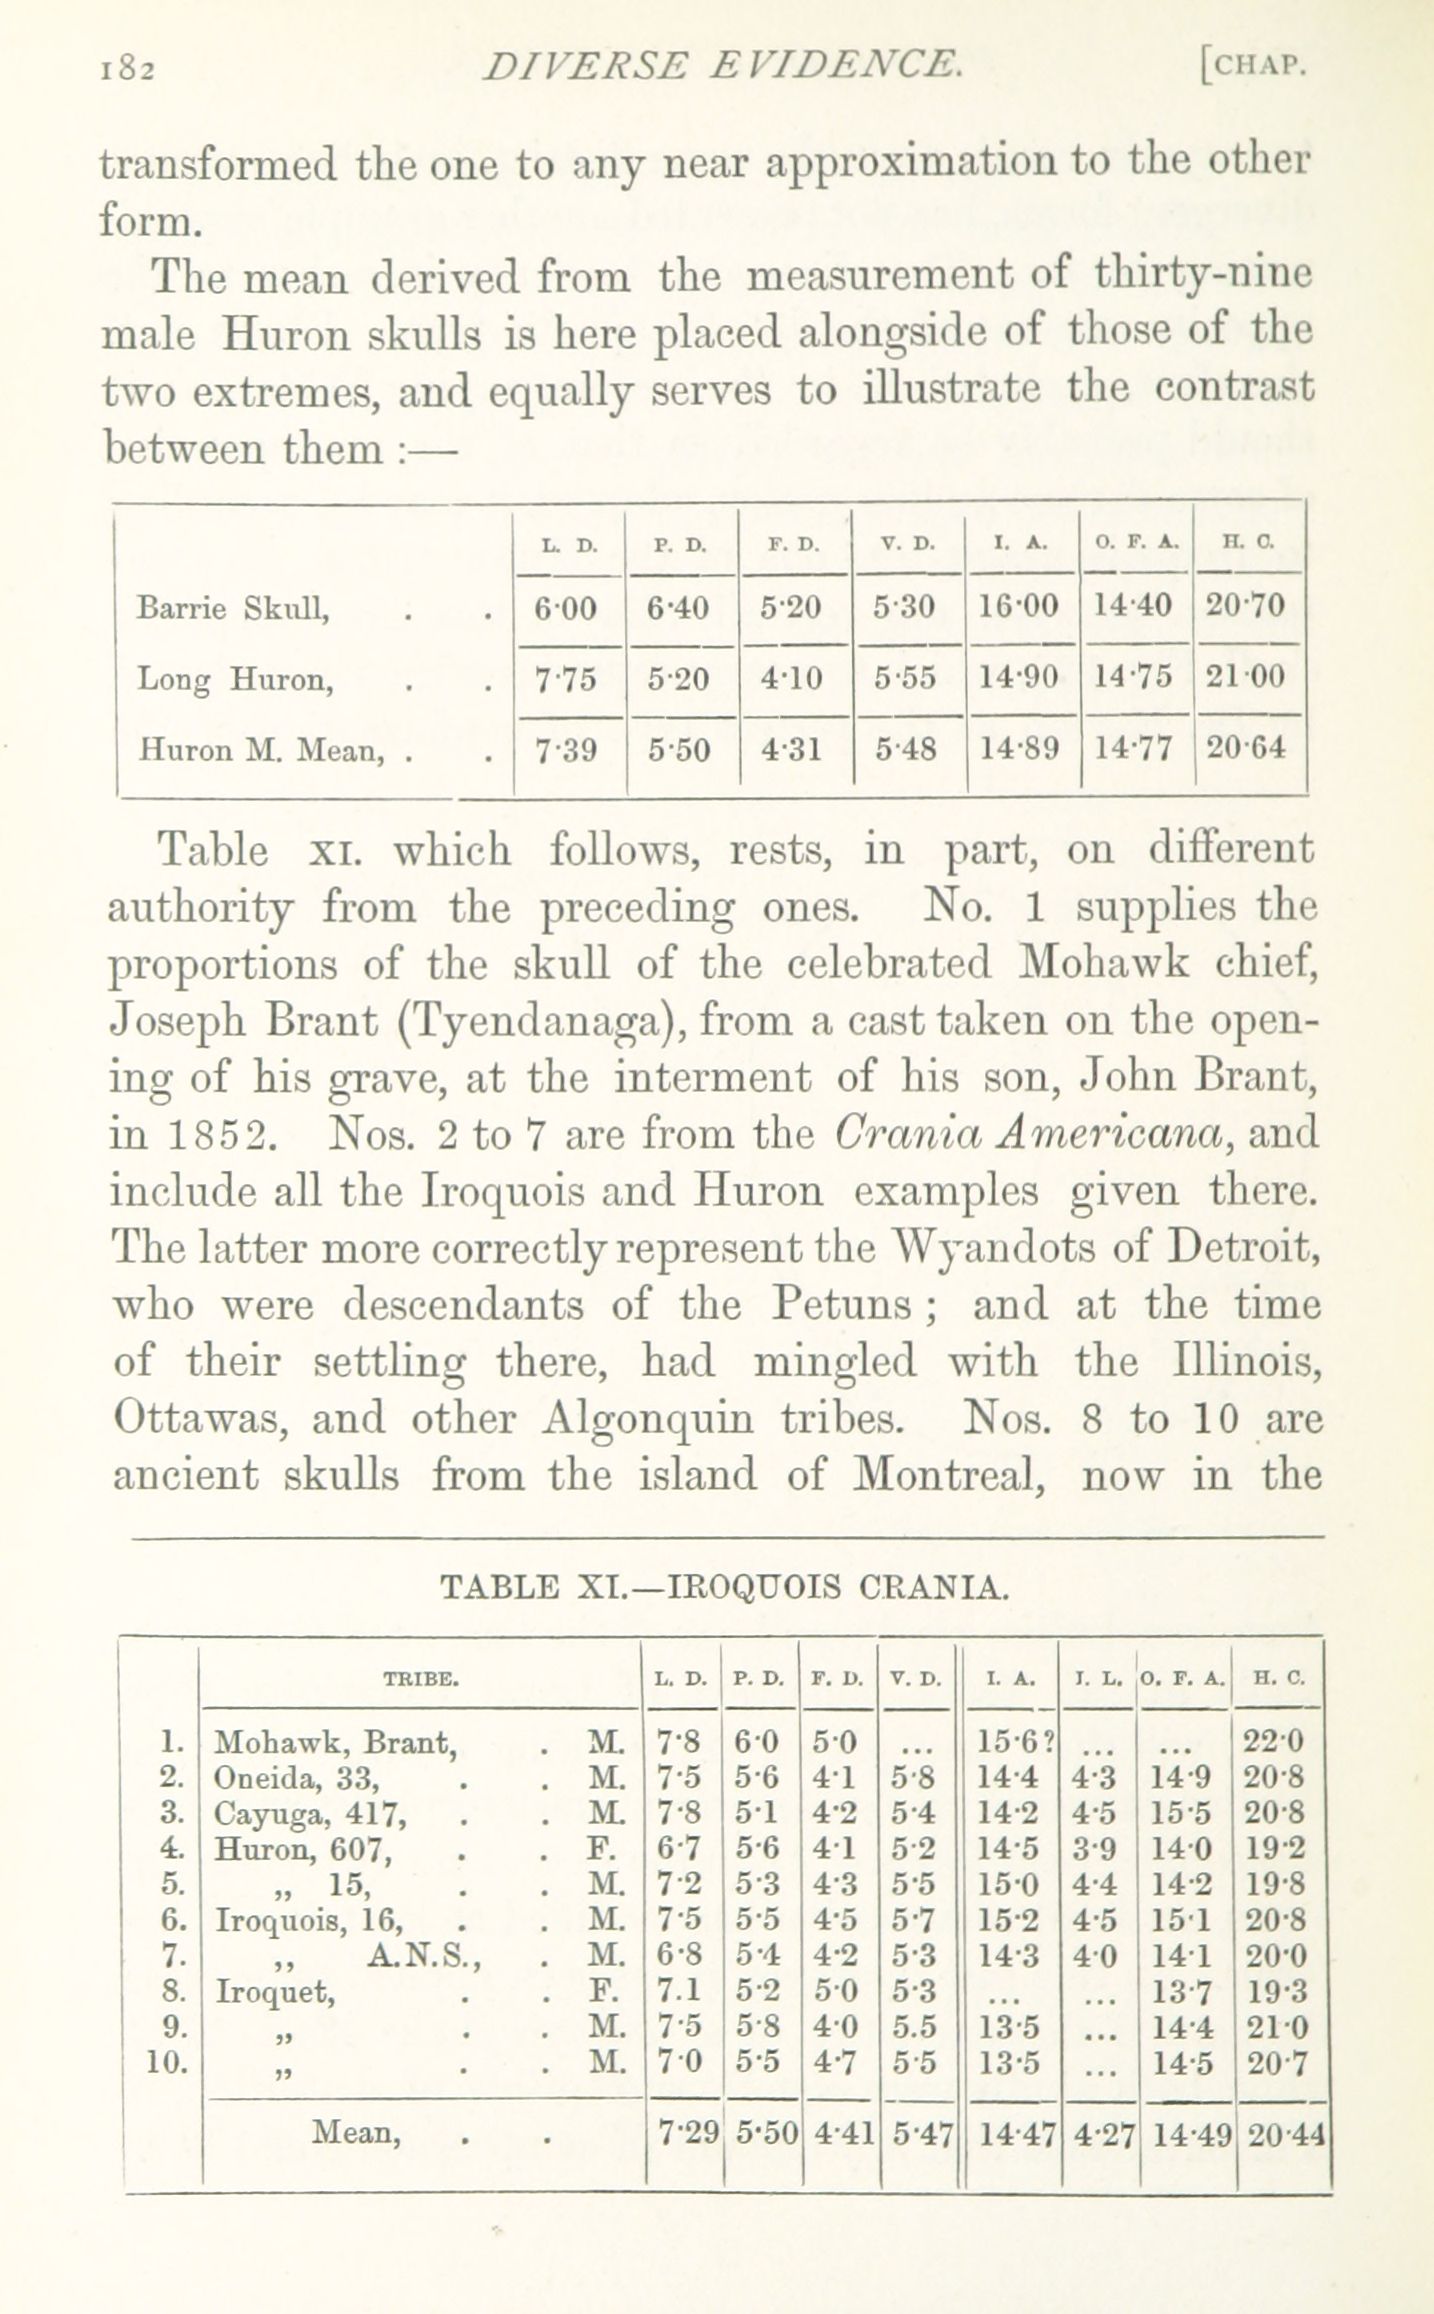 182 DIVERSE EVIDENCE. [CHAP.
transformed the one to any near approximation to the other
form.
The mean derived from the measurement of thirty-nine
male Huron skulls is here placed alongside of those of the
two extremes, and equally serves to illustrate the contrast
between them :—
L. D. P. D. F. D. V. D. I. A. O. F. A. H. C.
Barrie Skull, . . 6·00 6·40 5·20 5·30 16·00 14·40 20·70
Long Huron, . . 7·75 5·20 4·10 5·55 14·90 14·75 21·00
Huron M. Mean, . . 7·39 5·50 4·31 5·48 14·89 14·77 20·64
Table XI. which follows, rests, in part, on different
authority from the preceding ones. No. 1 supplies the
proportions of the skull of the celebrated Mohawk chief,
Joseph Brant (Tyendanaga), from a cast taken on the open-
ing of his grave, at the interment of his son, John Brant,
in 1852. Nos. 2 to 7 are from the Crania Americana, and
include all the Iroquois and Huron examples given there.
The latter more correctly represent the Wyandots of Detroit,
who were descendants of the Petuns ; and at the time
of their settling there, had mingled with the Illinois,
Ottawas, and other Algonquin tribes. Nos. 8 to 10 are
ancient skulls from the island of Montreal, now in the
TABLE XI.—IROQUOIS CRANIA.
TRIBE. L. D. P. D. F. D. V. D. I. A. I. L. O. F. A. H. C.
1. Mohawk, Brant, . M. 7·8 6·0 5·0 ... 15·6? ... ... 22·0
2. Oneida, 33, . . M. 7·5 5·6 4·1 5·8 14·4 4·3 14·9 20·8
3. Cayuga, 417, . . M. 7·8 5·1 4·2 5·4 14·2 4·5 15·5 20·8
4. Huron, 607, . . F. 6·7 5·6 4·1 5·2 14·5 3·9 14·0 19·2
5. „ 15, . . M. 7·2 5·3 4·3 5·5 15·0 4·4 14·2 19·8
6. Iroquois, 16, . . M. 7·5 5·5 4·5 5·7 15·2 4·5 15·1 20·8
7. „ A.N.S., . M. 6·8 5·4 4·2 5·3 14·3 4·0 14·1 20·0
8. Iroquet, . . F. 7.1 5·2 5·0 5·3 ... ... 13·7 19·3
9. „ . . M. 7·5 5·8 4·0 5.5 13·5 ... 14·4 21·0
10. „ . . M. 7·0 5·5 4·7 5·5 13·5 ... 14·5 20·7
Mean, . . 7·29 5·50 4·41 5·47 14·47 4·27 14·49 20·44